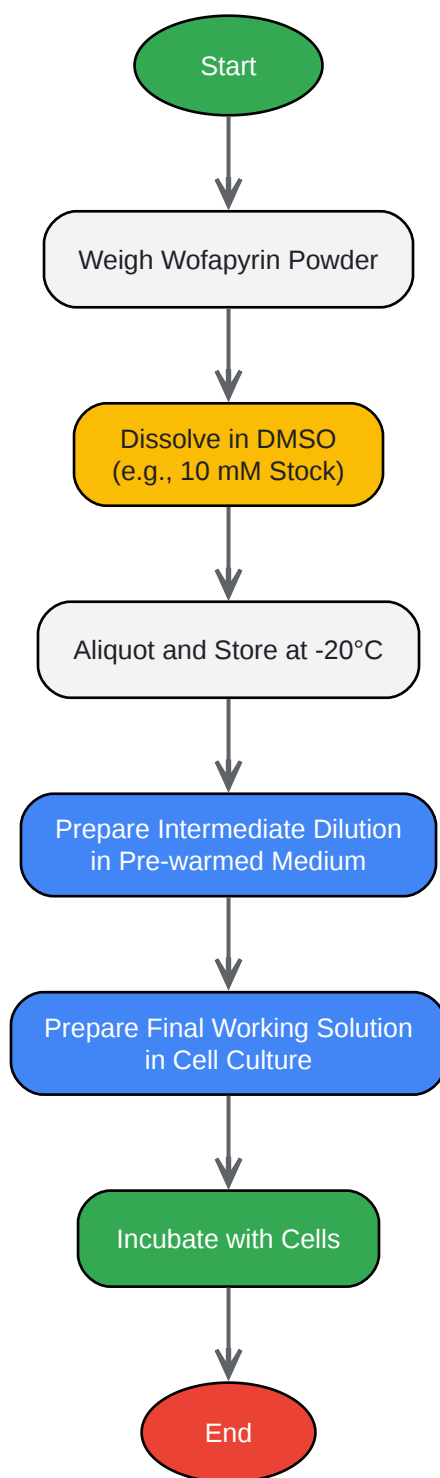 Start
Weigh Wofapyrin Powder
Dissolve in DMSO
(e.g., 10 mM Stock)
Aliquot and Store at -20°C
Prepare Intermediate Dilution
in Pre-warmed Medium
Prepare Final Working Solution
in Cell Culture
Incubate with Cells
End